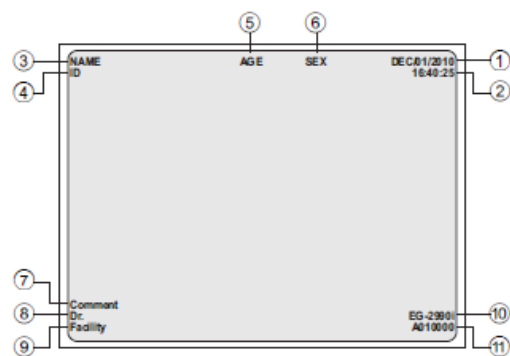 ⑤ ⑥
③ NAME AGE SEX DEC/01/2010 ①
④ ID 16:40:25 ②
⑦ Comment
⑧ Dr. EG-2990i ⑩
⑨ Facility A010000 ⑪